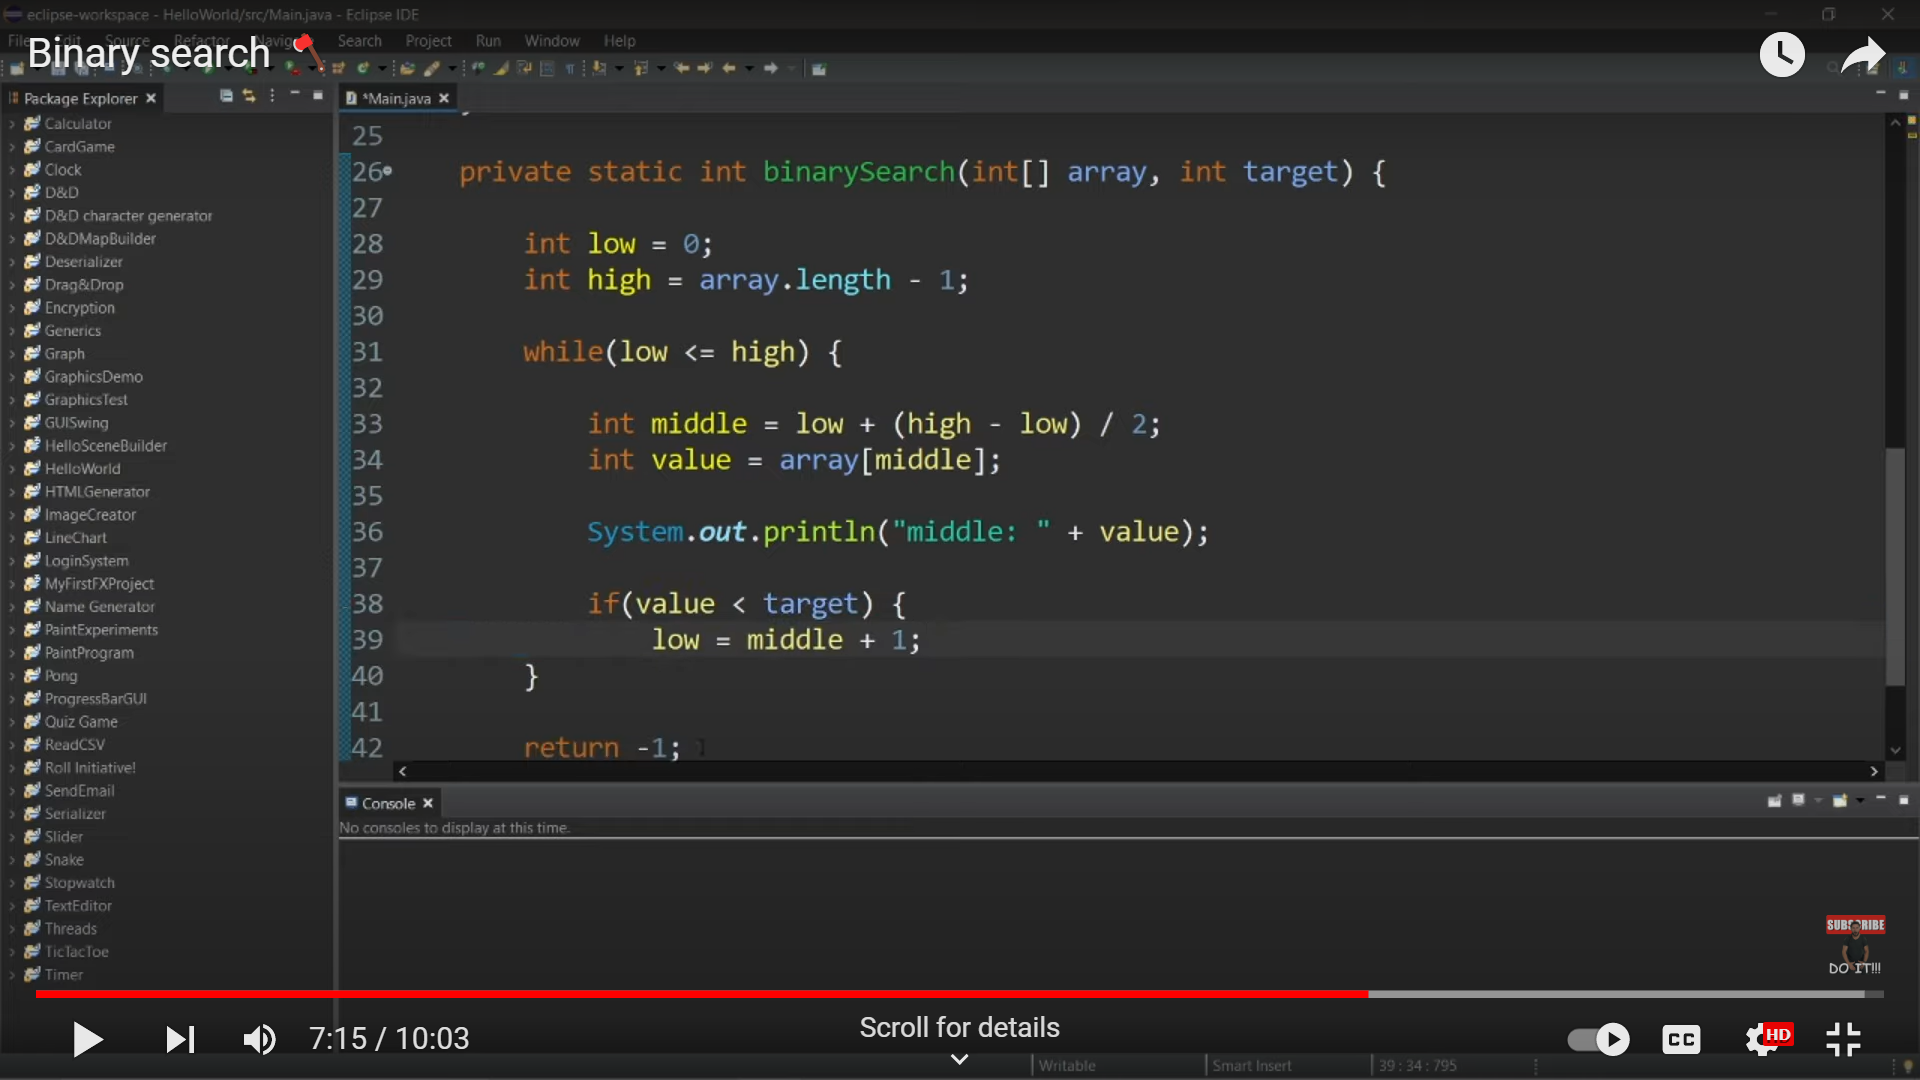 eclipse-workspace - HelloWorld/src/Main.java - Eclipse IDE
File Edit Source Refactor Navigate Search Project Run Window Help
Binary search
Package Explorer
*Main.java
Calculator
CardGame
Clock
D&D
D&D character generator
D&DMapBuilder
Deserializer
Drag&Drop
Encryption
Generics
Graph
GraphicsDemo
GraphicsTest
GUISwing
HelloSceneBuilder
HelloWorld
HTMLGenerator
ImageCreator
LineChart
LoginSystem
MyFirstFXProject
Name Generator
PaintExperiments
PaintProgram
Pong
ProgressBarGUI
Quiz Game
ReadCSV
Roll Initiative!
SendEmail
Serializer
Slider
Snake
Stopwatch
TextEditor
Threads
TicTacToe
Timer
25
26 private static int binarySearch(int[] array, int target) {
27
28 int low = 0;
29 int high = array.length - 1;
30
31 while(low <= high) {
32
33 int middle = low + (high - low) / 2;
34 int value = array[middle];
35
36 System.out.println("middle: " + value);
37
38 if(value < target) {
39 low = middle + 1;
40 }
41
42 return -1;
Console
No consoles to display at this time.
SUBSCRIBE
DO IT!!!
7:15 / 10:03
Scroll for details
CC
HD
Writable
Smart Insert
39 : 34 : 795